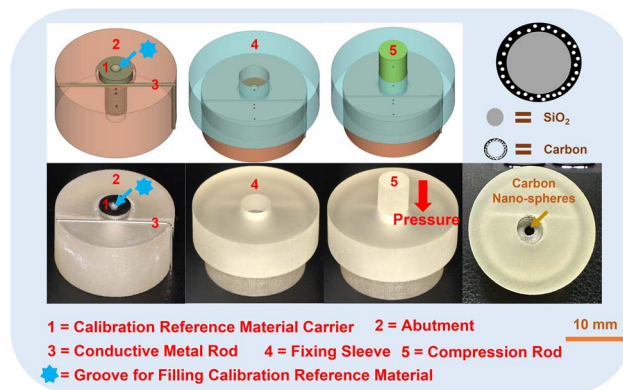 2
1
3
4
5
= SiO₂
= Carbon
2
1
3
4
5
Pressure
Carbon
Nano-spheres
1 = Calibration Reference Material Carrier 2 = Abutment
10 mm
3 = Conductive Metal Rod 4 = Fixing Sleeve 5 = Compression Rod
= Groove for Filling Calibration Reference Material